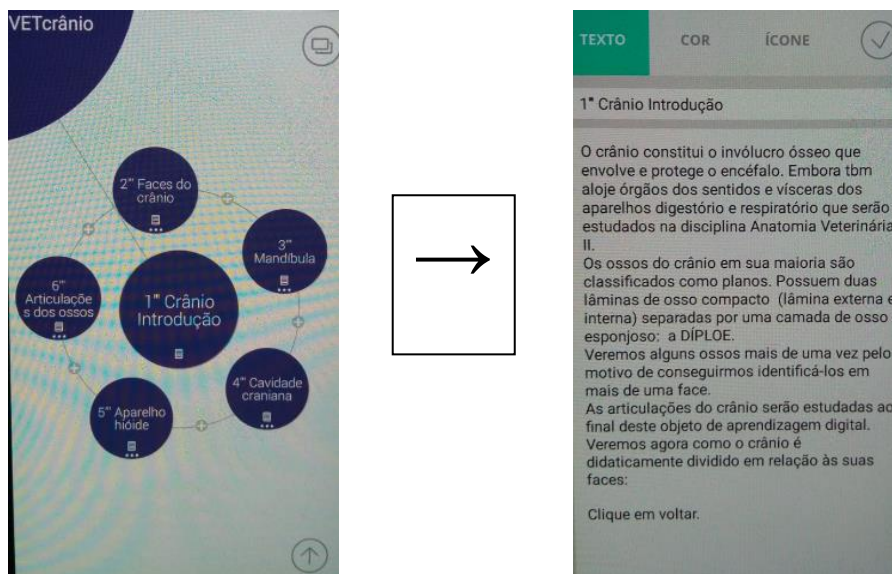 VETcrânio
2''' Faces do
crânio
3'''
Mandíbula
6'''
Articulaçõe
s dos ossos
1''' Crânio
Introdução
4''' Cavidade
craniana
5''' Aparelho
hióide
TEXTO COR ÍCONE
1''' Crânio Introdução
O crânio constitui o invólucro ósseo que
envolve e protege o encéfalo. Embora tbm
aloje órgãos dos sentidos e vísceras dos
aparelhos digestório e respiratório que serão
estudados na disciplina Anatomia Veterinária
II.
Os ossos do crânio em sua maioria são
classificados como planos. Possuem duas
lâminas de osso compacto (lâmina externa e
interna) separadas por uma camada de osso
esponjoso: a DÍPLOE.
Veremos alguns ossos mais de uma vez pelo
motivo de conseguirmos identificá-los em
mais de uma face.
As articulações do crânio serão estudadas ao
final deste objeto de aprendizagem digital.
Veremos agora como o crânio é
didaticamente dividido em relação às suas
faces:
Clique em voltar.